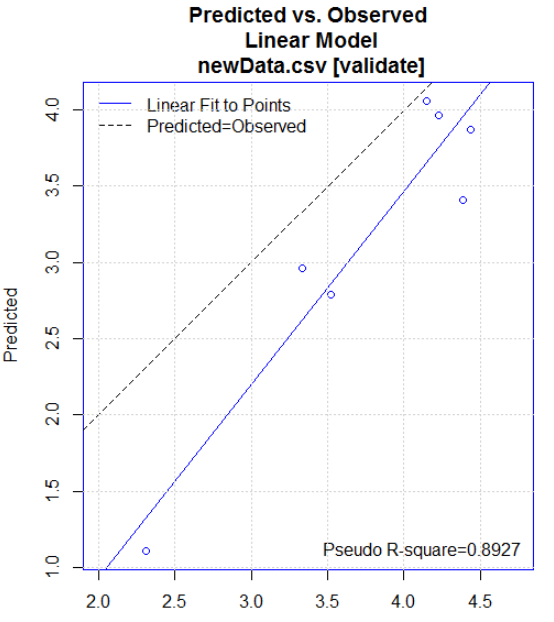 Predicted vs. Observed
Linear Model
newData.csv [validate]
Linear Fit to Points
Predicted=Observed
4.0
3.5
3.0
2.5
2.0
1.5
1.0
Predicted
Pseudo R-square=0.8927
2.0 2.5 3.0 3.5 4.0 4.5